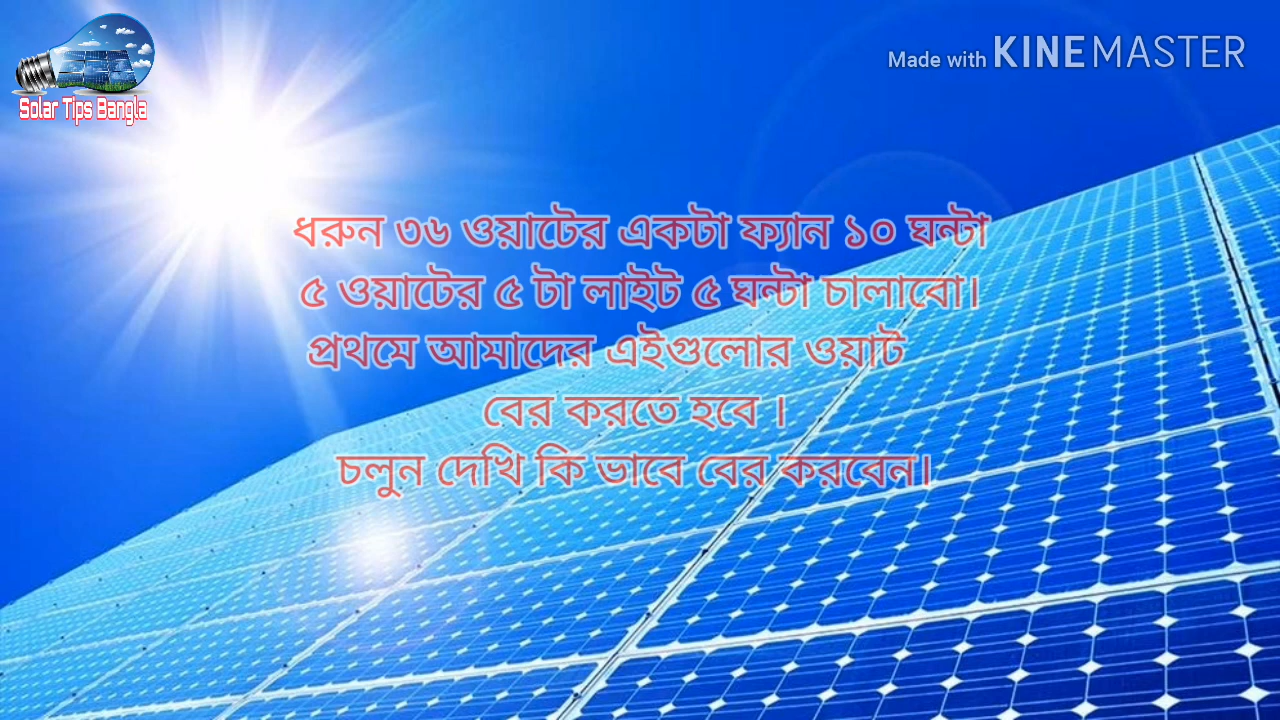 Solar Tips Bangla
Made with KINEMASTER
ধরুন ৩৬ ওয়াটের একটা ফ্যান ১০ ঘন্টা
৫ ওয়াটের ৫ টা লাইট ৫ ঘন্টা চালাবো।
প্রথমে আমাদের এইগুলোর ওয়াট
বের করতে হবে ।
চলুন দেখি কি ভাবে বের করবেন।